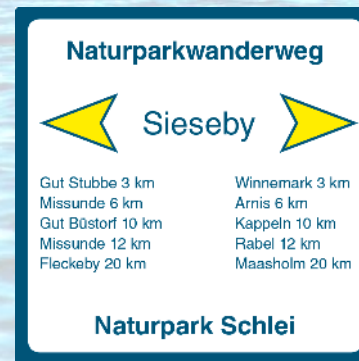 Naturparkwanderweg
Sieseby
Gut Stubbe 3 km
Missunde 6 km
Gut Büstorf 10 km
Missunde 12 km
Fleckeby 20 km
Winnemark 3 km
Arnis 6 km
Kappeln 10 km
Rabel 12 km
Maasholm 20 km
Naturpark Schlei